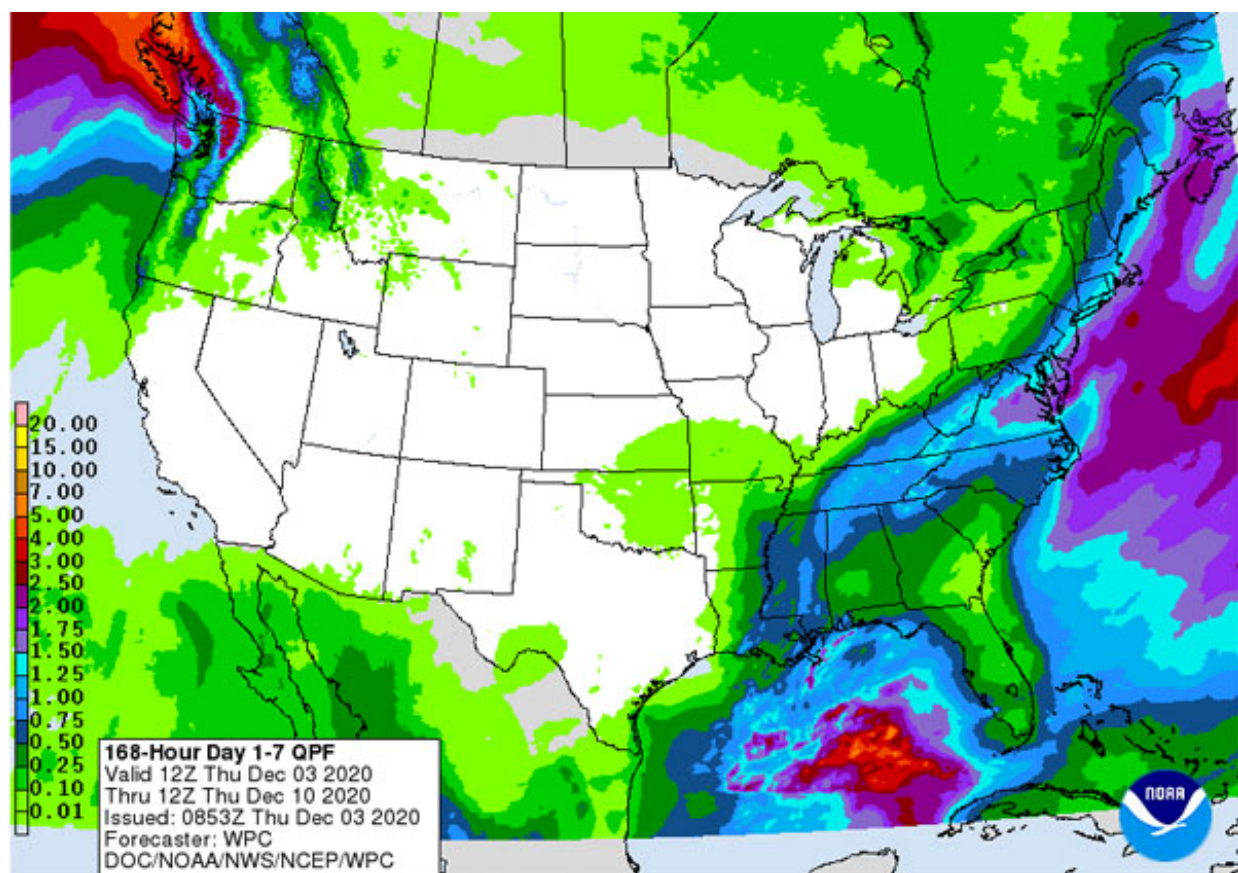 20.00
15.00
10.00
7.00
5.00
4.00
3.00
2.50
2.00
1.75
1.50
1.25
1.00
0.75
0.50
0.25
0.10
0.01
168-Hour Day 1-7 QPF
Valid 12Z Thu Dec 03 2020
Thru 12Z Thu Dec 10 2020
Issued: 0853Z Thu Dec 03 2020
Forecaster: WPC
DOC/NOAA/NWS/NCEP/WPC
NOAA